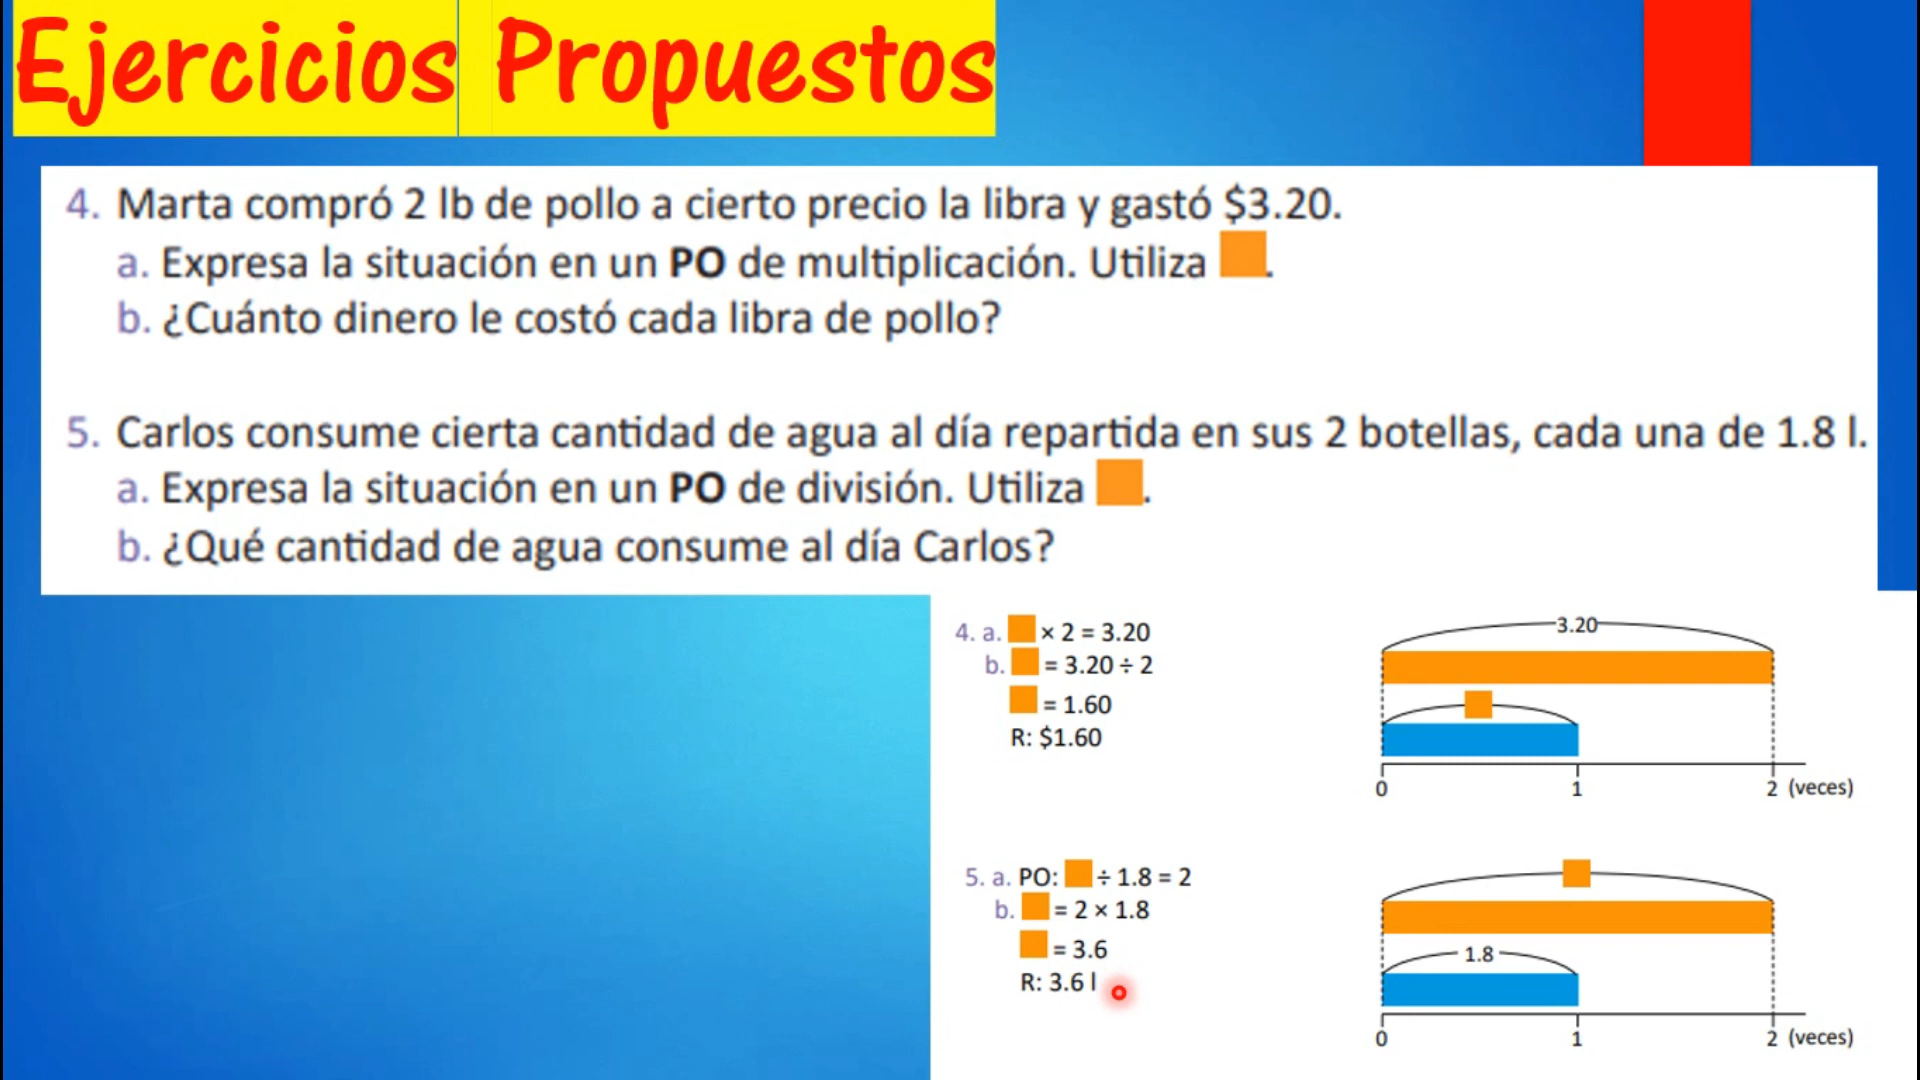 Ejercicios Propuestos
4. Marta compró 2 lb de pollo a cierto precio la libra y gastó $3.20.
a. Expresa la situación en un PO de multiplicación. Utiliza .
b. ¿Cuánto dinero le costó cada libra de pollo?
5. Carlos consume cierta cantidad de agua al día repartida en sus 2 botellas, cada una de 1.8 l.
a. Expresa la situación en un PO de división. Utiliza .
b. ¿Qué cantidad de agua consume al día Carlos?
4. a. × 2 = 3.20
b. = 3.20 ÷ 2
= 1.60
R: $1.60
3.20
0 1 2 (veces)
5. a. PO: ÷ 1.8 = 2
b. = 2 × 1.8
= 3.6
R: 3.6 l
1.8
0 1 2 (veces)